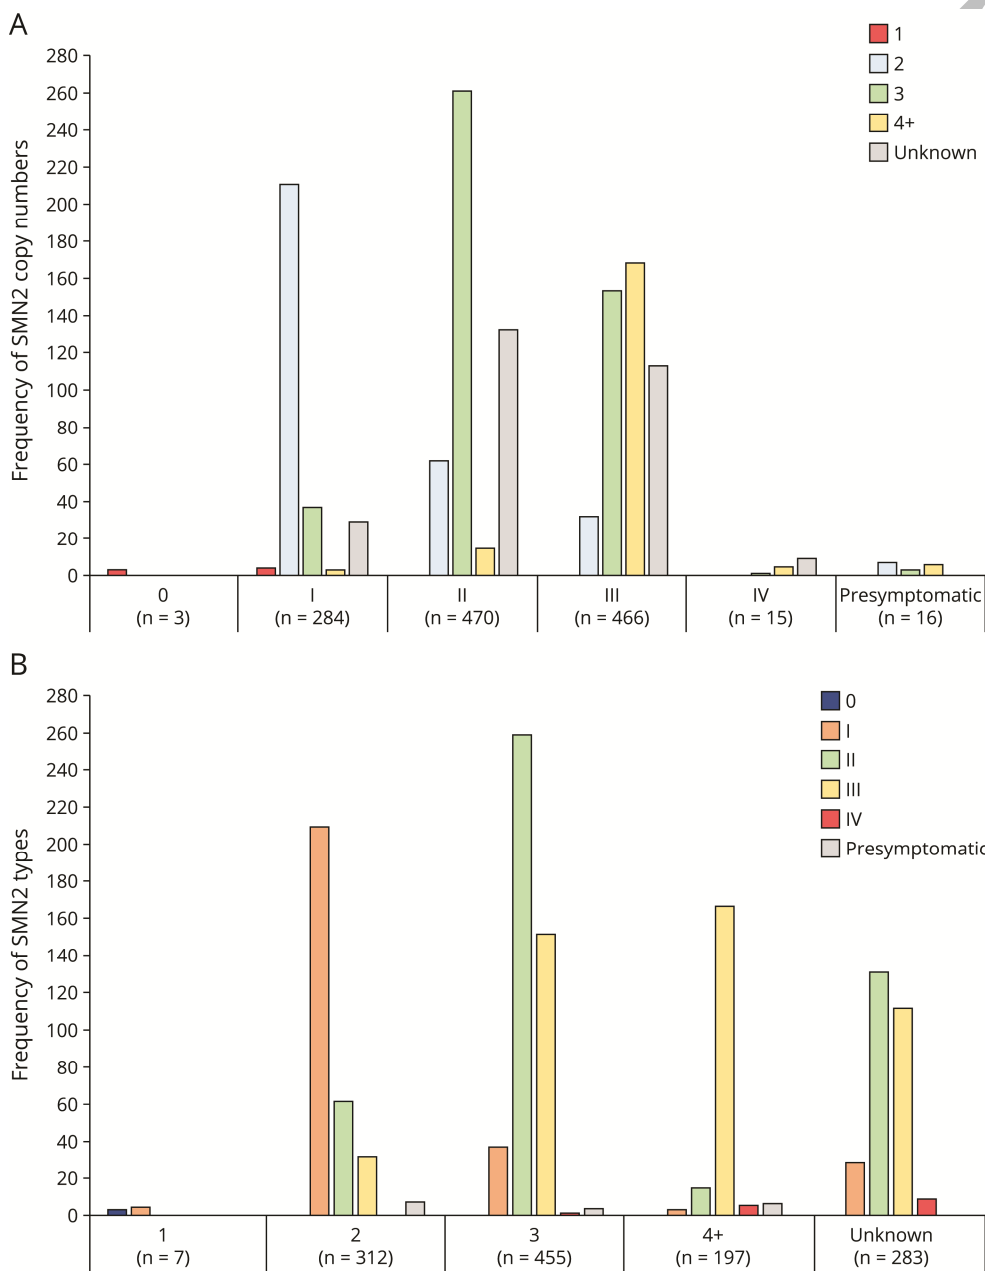 A
1
2
3
4+
Unknown
Frequency of SMN2 copy numbers
280
260
240
220
200
180
160
140
120
100
80
60
40
20
0
0 I II III IV Presymptomatic
(n = 3) (n = 284) (n = 470) (n = 466) (n = 15) (n = 16)
B
0
I
II
III
IV
Presymptomatic
Frequency of SMN2 types
280
260
240
220
200
180
160
140
120
100
80
60
40
20
0
1 2 3 4+ Unknown
(n = 7) (n = 312) (n = 455) (n = 197) (n = 283)